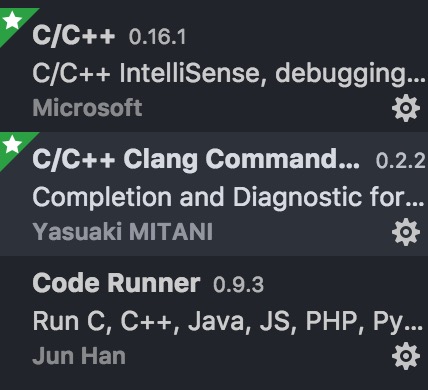 C/C++ 0.16.1
C/C++ IntelliSense, debugging...
Microsoft
C/C++ Clang Command... 0.2.2
Completion and Diagnostic for...
Yasuaki MITANI
Code Runner 0.9.3
Run C, C++, Java, JS, PHP, Py...
Jun Han